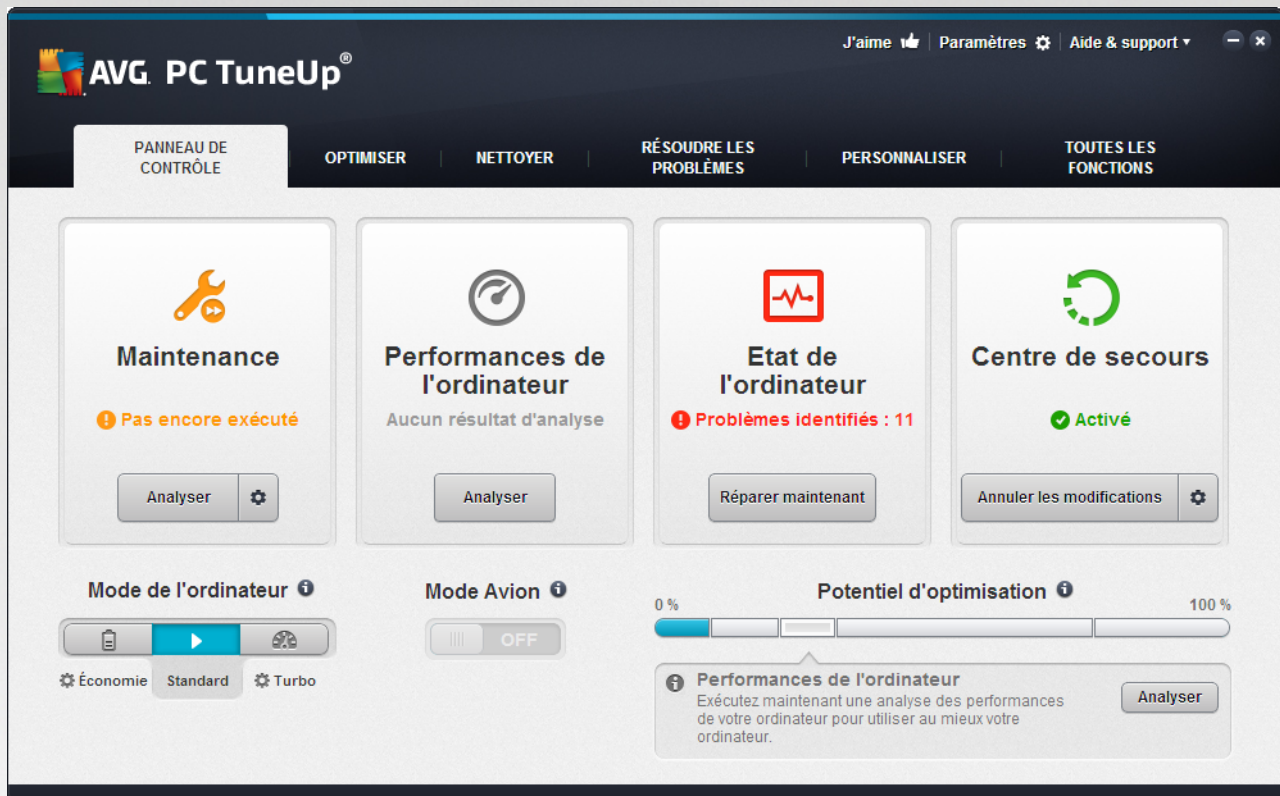 J'aime
Paramètres
Aide & support
AVG. PC TuneUp®
PANNEAU DE
CONTRÔLE
OPTIMISER
NETTOYER
RÉSOUDRE LES
PROBLÈMES
PERSONNALISER
TOUTES LES
FONCTIONS
Maintenance
Pas encore exécuté
Analyser
Performances de
l'ordinateur
Aucun résultat d'analyse
Analyser
Etat de
l'ordinateur
Problèmes identifiés : 11
Réparer maintenant
Centre de secours
Activé
Annuler les modifications
Mode de l'ordinateur
Économie
Standard
Turbo
Mode Avion
OFF
Potentiel d'optimisation
0 %
100 %
Performances de l'ordinateur
Exécutez maintenant une analyse des performances
de votre ordinateur pour utiliser au mieux votre
ordinateur.
Analyser